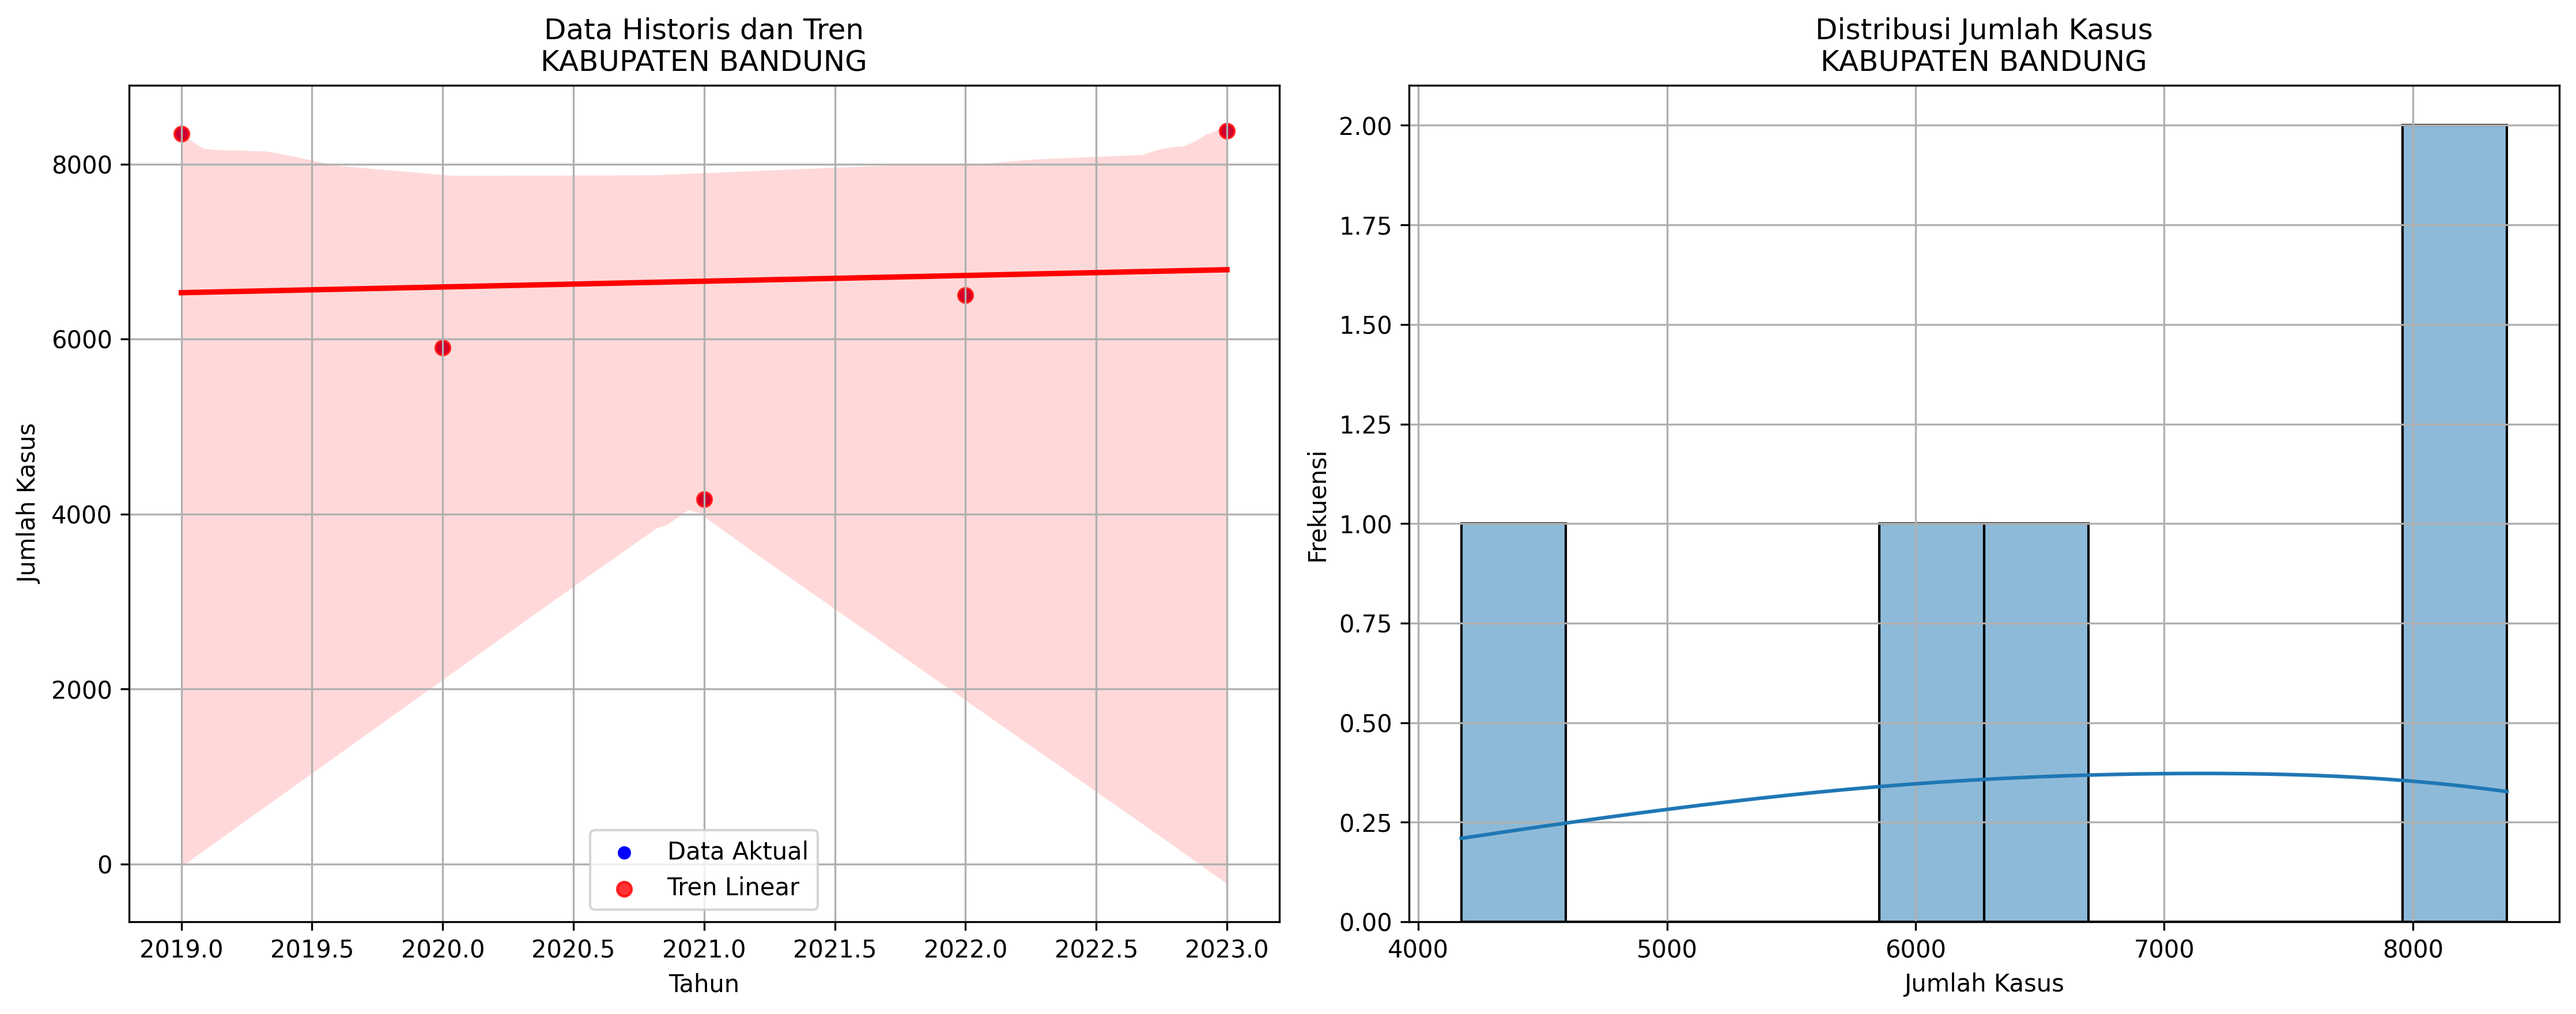 Data Historis dan Tren
KABUPATEN BANDUNG
8000
6000
4000
2000
0
Jumlah Kasus
Data Aktual
Tren Linear
2019.0 2019.5 2020.0 2020.5 2021.0 2021.5 2022.0 2022.5 2023.0
Tahun
Distribusi Jumlah Kasus
KABUPATEN BANDUNG
2.00
1.75
1.50
1.25
1.00
0.75
0.50
0.25
0.00
Frekuensi
4000 5000 6000 7000 8000
Jumlah Kasus